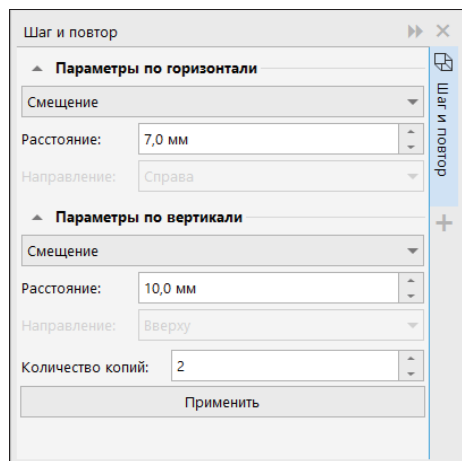 Шаг и повтор
Параметры по горизонтали
Смещение
Расстояние: 7,0 мм
Направление: Справа
Параметры по вертикали
Смещение
Расстояние: 10,0 мм
Направление: Вверху
Количество копий: 2
Применить
Шаг и повтор